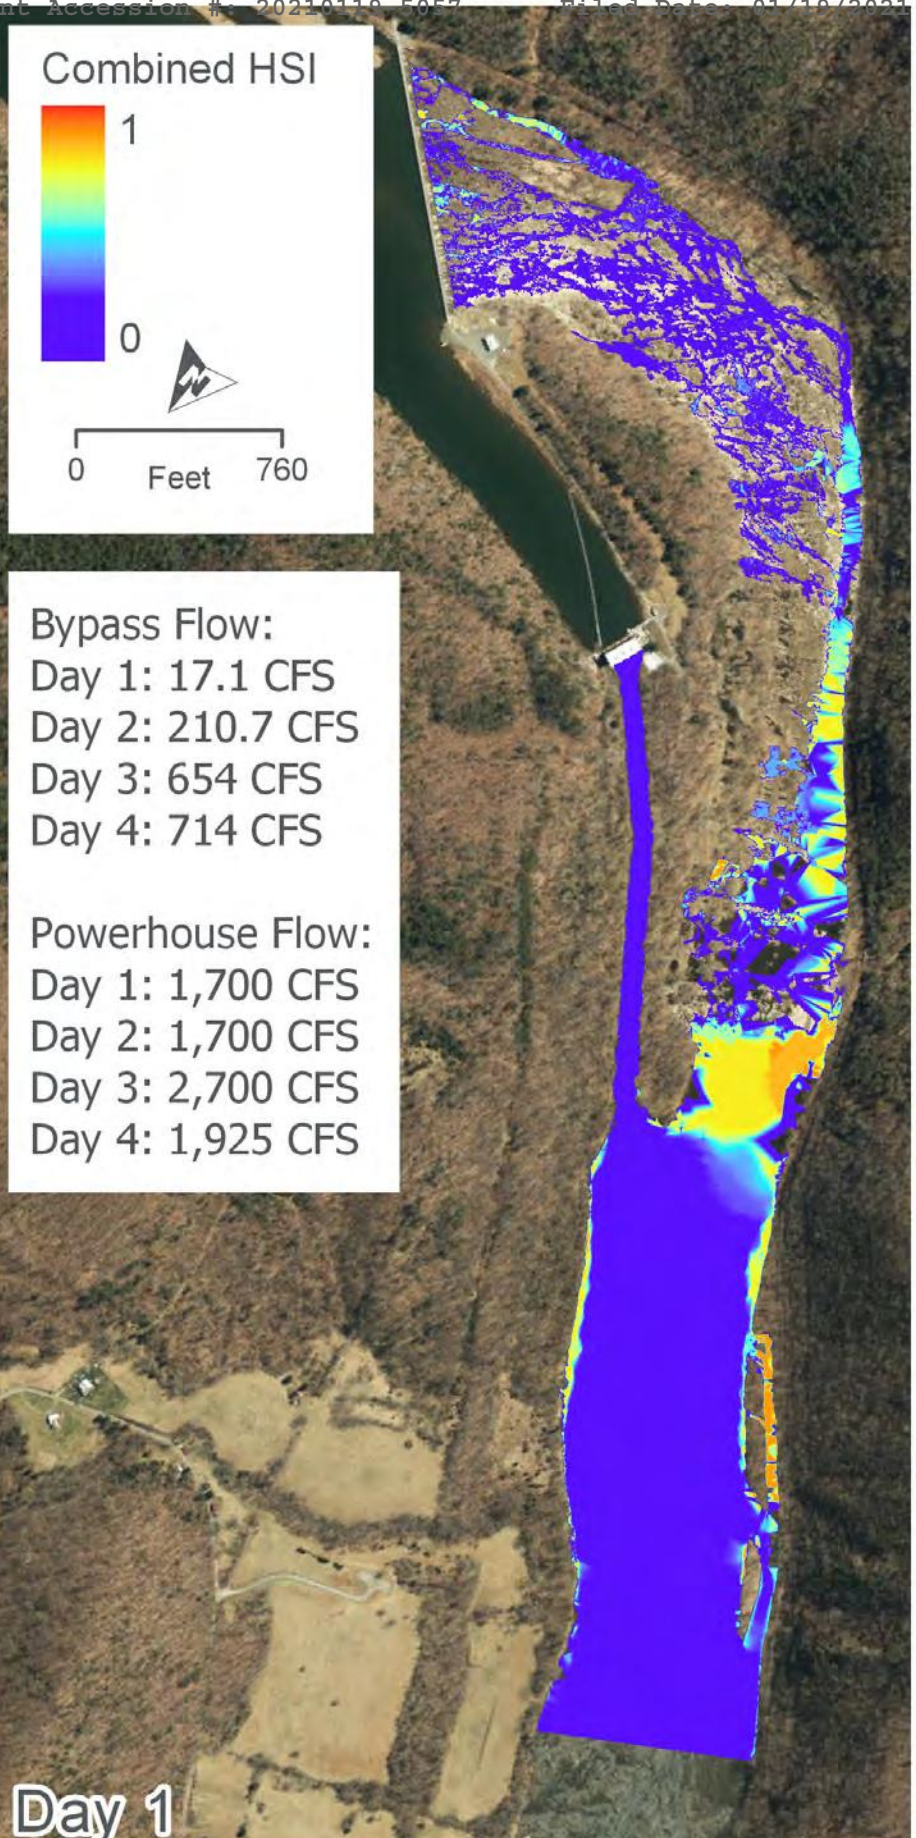 Combined HSI
1
0
N
0 Feet 760
Bypass Flow:
Day 1: 17.1 CFS
Day 2: 210.7 CFS
Day 3: 654 CFS
Day 4: 714 CFS
Powerhouse Flow:
Day 1: 1,700 CFS
Day 2: 1,700 CFS
Day 3: 2,700 CFS
Day 4: 1,925 CFS
Day 1